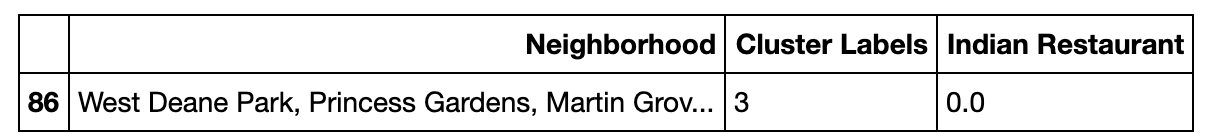 Neighborhood Cluster Labels Indian Restaurant
86 West Deane Park, Princess Gardens, Martin Grov... 3 0.0